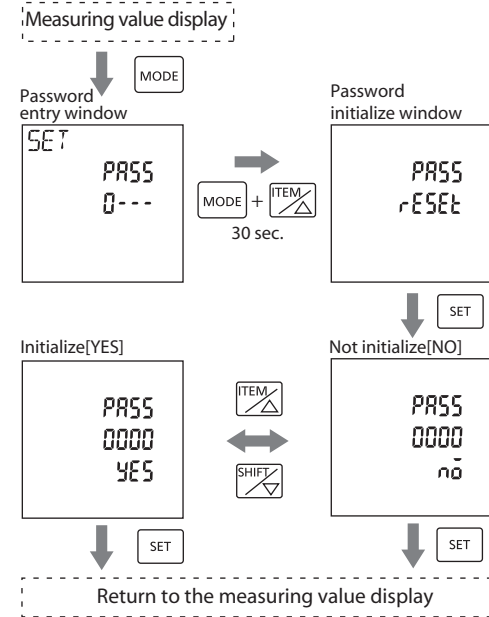 Measuring value display
MODE
Password
entry window
SET
PASS
0---
MODE + ITEM
30 sec.
Password
initialize window
PASS
rESEt
SET
Initialize[YES]
PASS
0000
YES
ITEM
SHIFT
Not initialize[NO]
PASS
0000
no
SET
SET
Return to the measuring value display